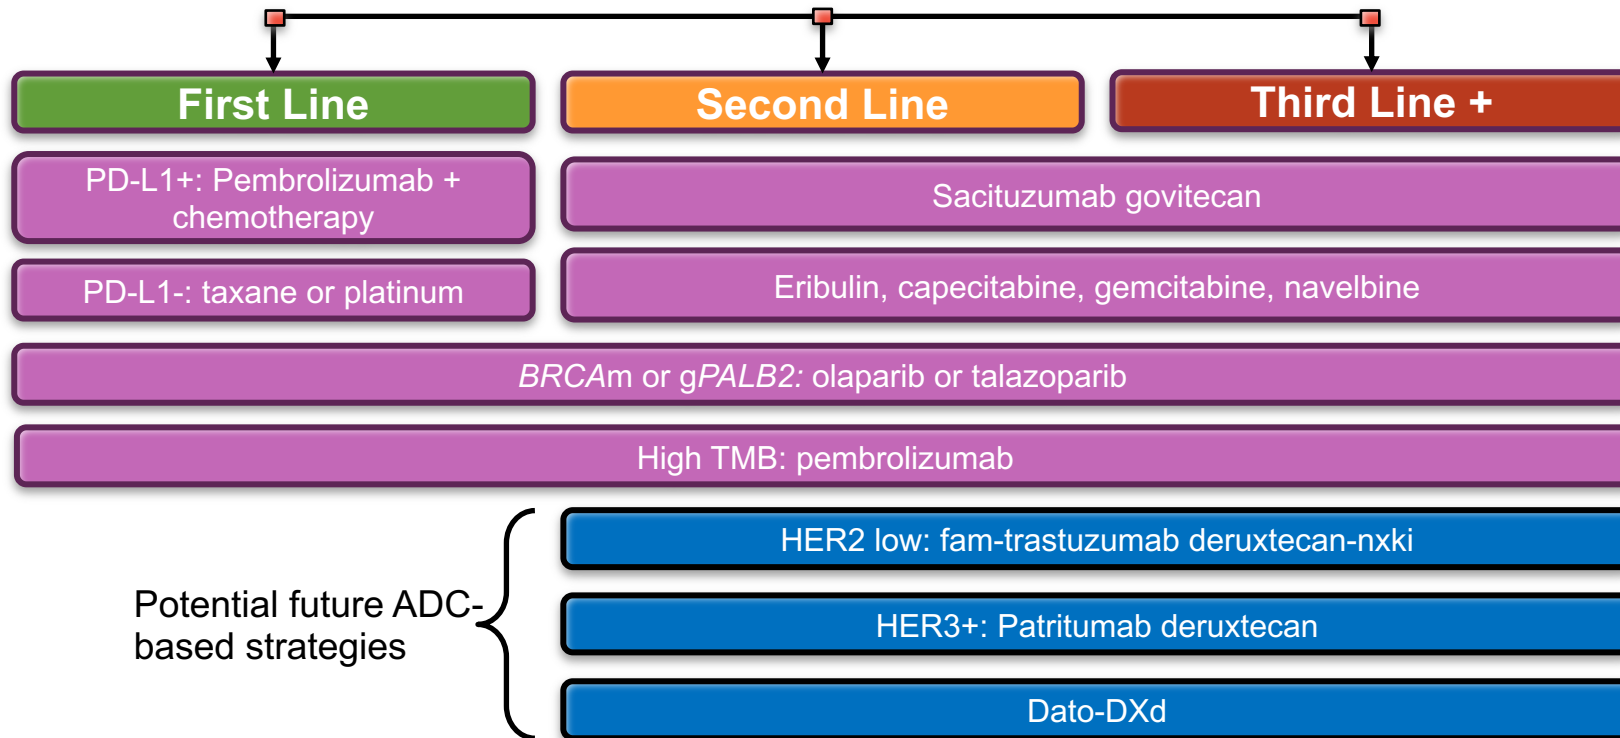 First Line
Second Line
Third Line +
PD-L1+: Pembrolizumab +
chemotherapy
Sacituzumab govitecan
PD-L1-: taxane or platinum
Eribulin, capecitabine, gemcitabine, navelbine
BRCAm or gPALB2: olaparib or talazoparib
High TMB: pembrolizumab
Potential future ADC-
based strategies
HER2 low: fam-trastuzumab deruxtecan-nxki
HER3+: Patritumab deruxtecan
Dato-DXd